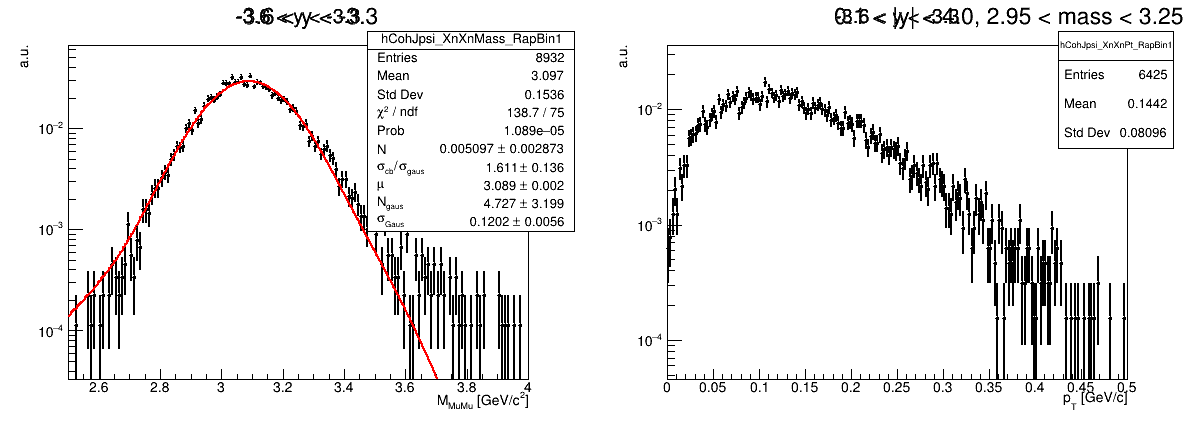 a.u.
hCohJpsi_XnXnMass_RapBin1
Entries 8932
Mean 3.097
Std Dev 0.1536
χ² / ndf 138.7 / 75
Prob 1.089e−05
N 0.005097 ± 0.002873
σcb/σgaus 1.611 ± 0.136
μ 3.089 ± 0.002
Ngaus 4.727 ± 3.199
σGaus 0.1202 ± 0.0056
10⁻²
10⁻³
10⁻⁴
2.6 2.8 3 3.2 3.4 3.6 3.8 4
MMuMu [GeV/c²]
, 2.95 < mass < 3.25
a.u.
hCohJpsi_XnXnPt_RapBin1
Entries 6425
Mean 0.1442
Std Dev 0.08096
10⁻²
10⁻³
10⁻⁴
0 0.05 0.1 0.15 0.2 0.25 0.3 0.35 0.4 0.45 0.5
pT [GeV/c]